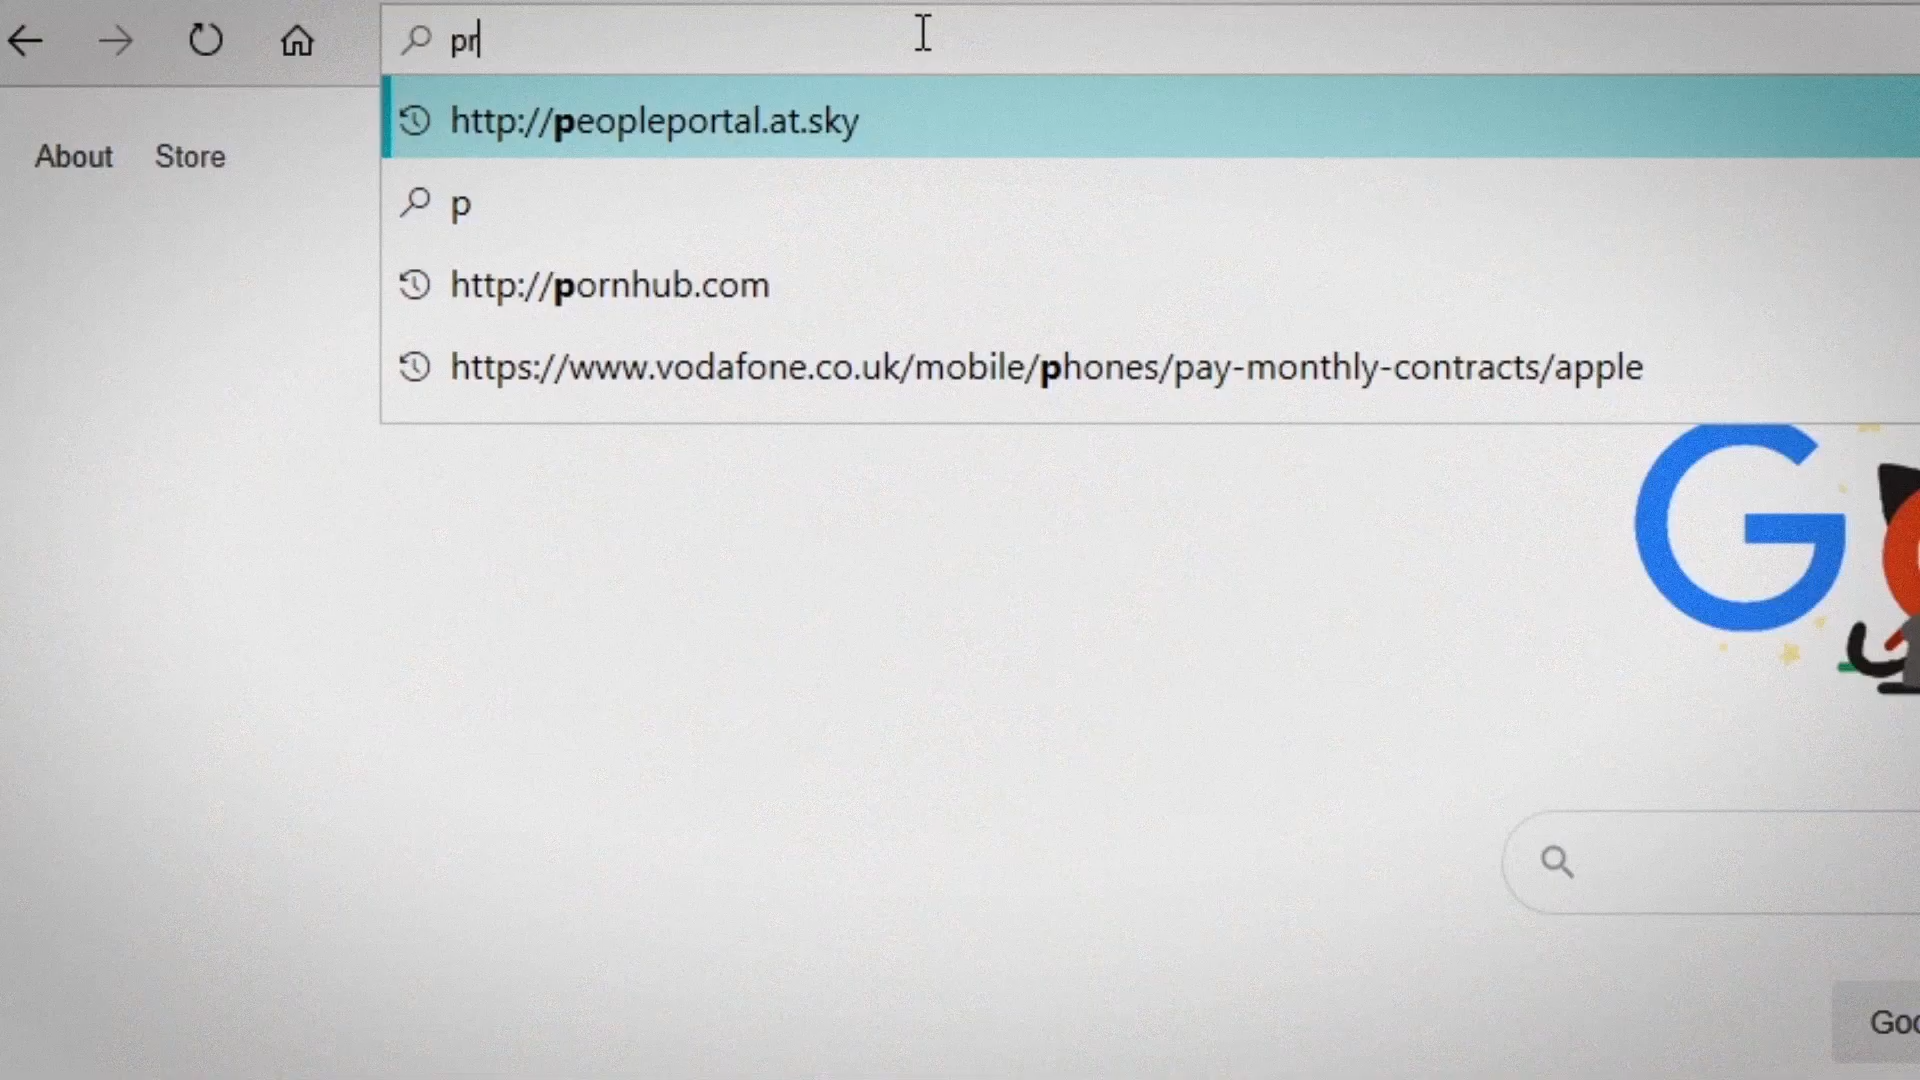 pr
http://peopleportal.at.sky
About Store
p
http://pornhub.com
https://www.vodafone.co.uk/mobile/phones/pay-monthly-contracts/apple
G
Goo